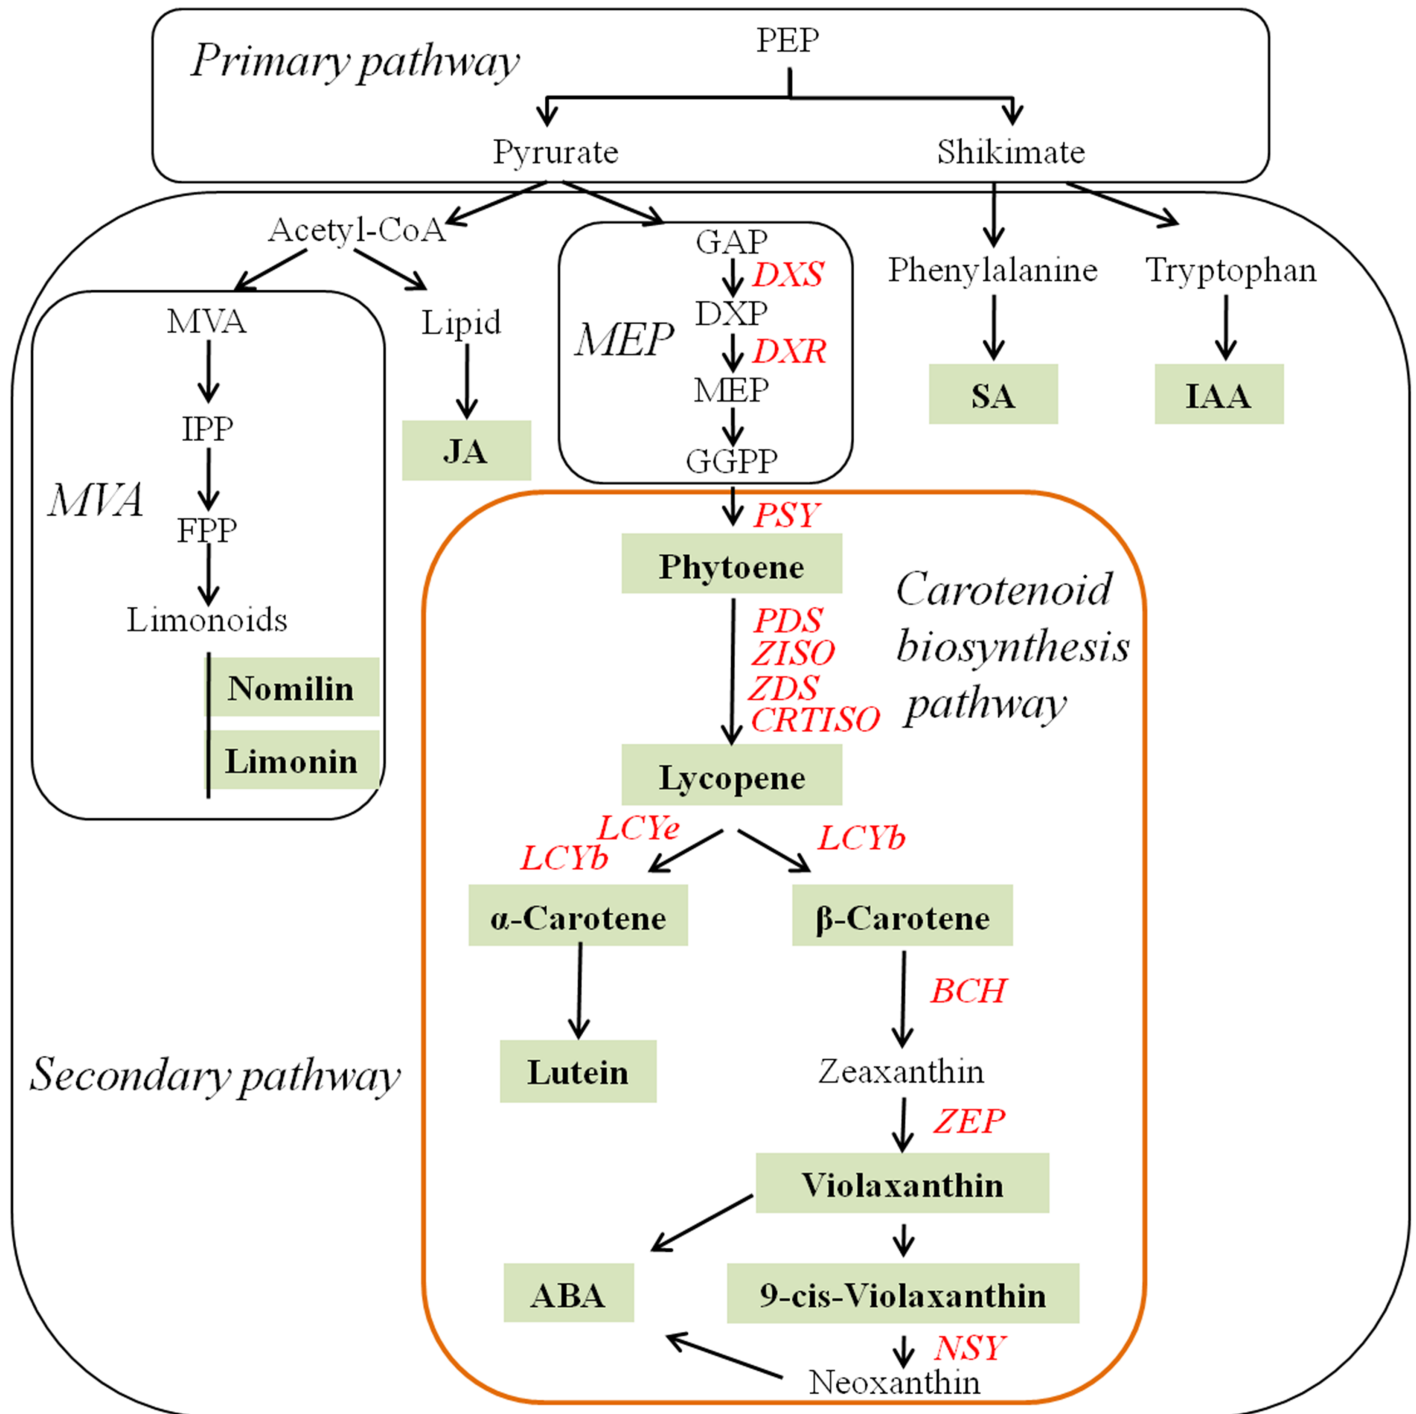 Primary pathway
PEP
Pyrurate
Shikimate
Acetyl-CoA
GAP
DXS
DXP
DXR
MEP
MEP
GGPP
Phenylalanine
Tryptophan
SA
IAA
Lipid
JA
MVA
IPP
MVA
FPP
Limonoids
Nomilin
Limonin
PSY
Phytoene
Carotenoid
biosynthesis
pathway
PDS
ZISO
ZDS
CRTISO
Lycopene
LCYe
LCYb
LCYb
α-Carotene
β-Carotene
BCH
Lutein
Zeaxanthin
Secondary pathway
ZEP
Violaxanthin
ABA
9-cis-Violaxanthin
NSY
Neoxanthin